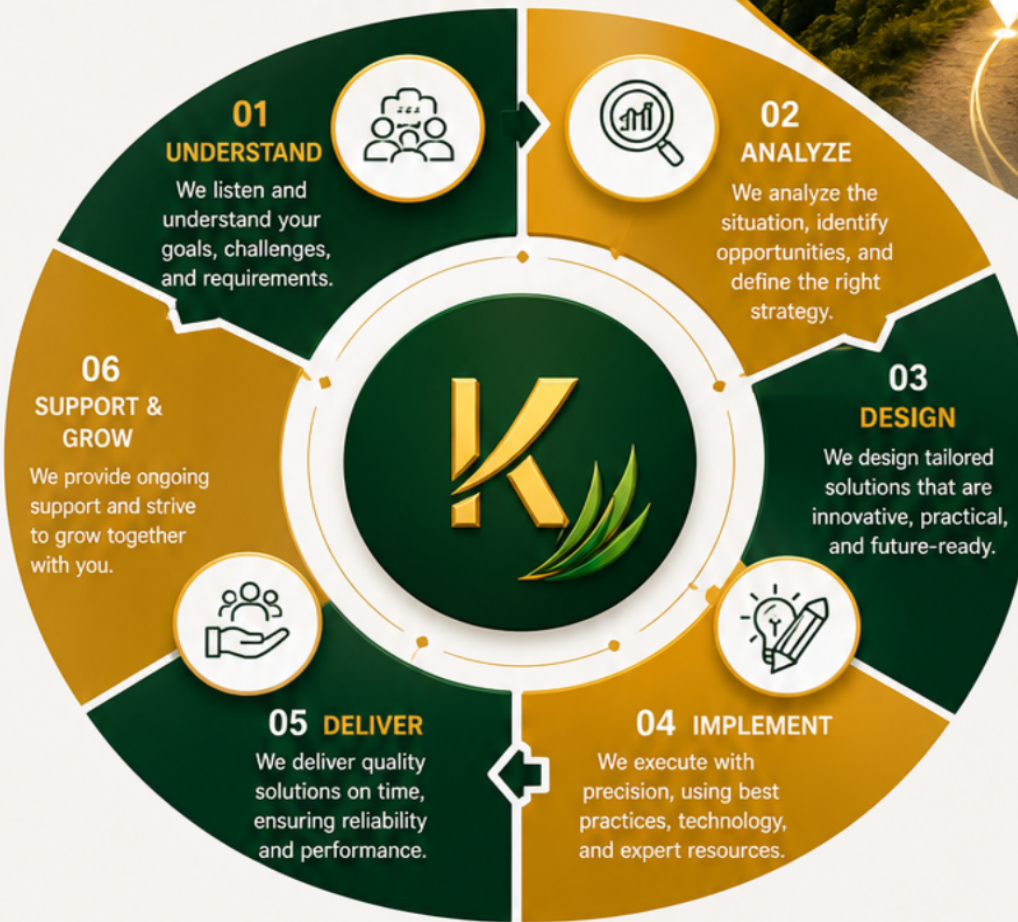 01
UNDERSTAND
We listen and
understand your
goals, challenges,
and requirements.
02
ANALYZE
We analyze the
situation, identify
opportunities, and
define the right
strategy.
03
DESIGN
We design tailored
solutions that are
innovative, practical,
and future-ready.
04 IMPLEMENT
We execute with
precision, using best
practices, technology,
and expert resources.
05 DELIVER
We deliver quality
solutions on time,
ensuring reliability
and performance.
06
SUPPORT &
GROW
We provide ongoing
support and strive
to grow together
with you.
K